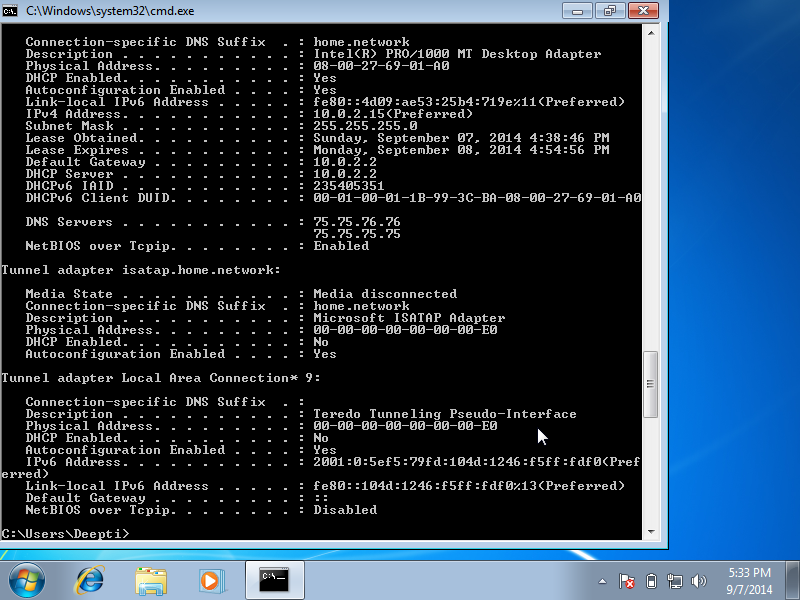 C:\Windows\system32\cmd.exe
Connection-specific DNS Suffix  . : home.network
Description . . . . . . . . . . . : Intel(R) PRO/1000 MT Desktop Adapter
Physical Address. . . . . . . . . : 08-00-27-69-01-A0
DHCP Enabled. . . . . . . . . . . : Yes
Autoconfiguration Enabled . . . . : Yes
Link-local IPv6 Address . . . . . : fe80::4d09:ae53:25b4:719e%11(Preferred)
IPv4 Address. . . . . . . . . . . : 10.0.2.15(Preferred)
Subnet Mask . . . . . . . . . . . : 255.255.255.0
Lease Obtained. . . . . . . . . . : Sunday, September 07, 2014 4:38:46 PM
Lease Expires . . . . . . . . . . : Monday, September 08, 2014 4:54:56 PM
Default Gateway . . . . . . . . . : 10.0.2.2
DHCP Server . . . . . . . . . . . : 10.0.2.2
DHCPv6 IAID . . . . . . . . . . . : 235405351
DHCPv6 Client DUID. . . . . . . . : 00-01-00-01-1B-99-3C-BA-08-00-27-69-01-A0
DNS Servers . . . . . . . . . . . : 75.75.76.76
75.75.75.75
NetBIOS over Tcpip. . . . . . . . : Enabled
Tunnel adapter isatap.home.network:
Media State . . . . . . . . . . . : Media disconnected
Connection-specific DNS Suffix  . : home.network
Description . . . . . . . . . . . : Microsoft ISATAP Adapter
Physical Address. . . . . . . . . : 00-00-00-00-00-00-00-E0
DHCP Enabled. . . . . . . . . . . : No
Autoconfiguration Enabled . . . . : Yes
Tunnel adapter Local Area Connection* 9:
Connection-specific DNS Suffix  . :
Description . . . . . . . . . . . : Teredo Tunneling Pseudo-Interface
Physical Address. . . . . . . . . : 00-00-00-00-00-00-00-E0
DHCP Enabled. . . . . . . . . . . : No
Autoconfiguration Enabled . . . . : Yes
IPv6 Address. . . . . . . . . . . : 2001:0:5ef5:79fd:104d:1246:f5ff:fdf0(Pref
erred)
Link-local IPv6 Address . . . . . : fe80::104d:1246:f5ff:fdf0%13(Preferred)
Default Gateway . . . . . . . . . : ::
NetBIOS over Tcpip. . . . . . . . : Disabled
C:\Users\Deepti>
5:33 PM
9/7/2014